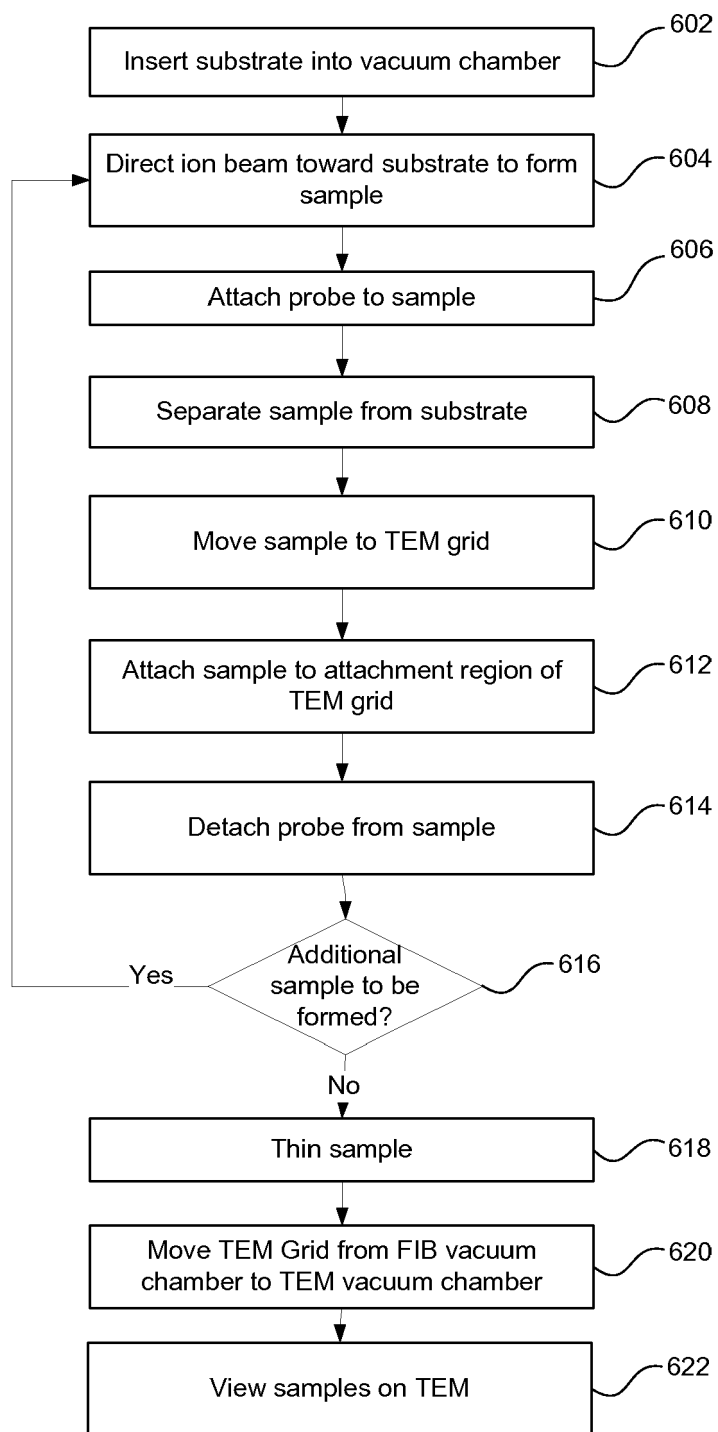 602
Insert substrate into vacuum chamber
604
Direct ion beam toward substrate to form
sample
606
Attach probe to sample
608
Separate sample from substrate
610
Move sample to TEM grid
612
Attach sample to attachment region of
TEM grid
614
Detach probe from sample
616
Additional
sample to be
formed?
Yes
No
618
Thin sample
620
Move TEM Grid from FIB vacuum
chamber to TEM vacuum chamber
622
View samples on TEM